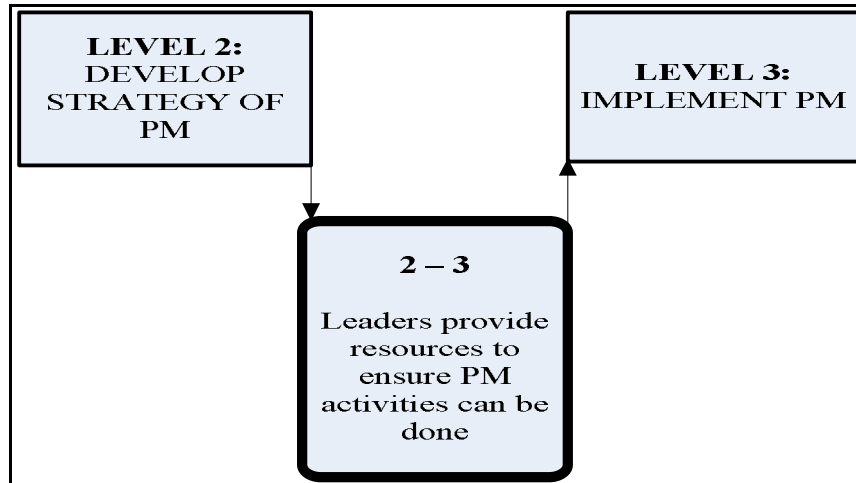 LEVEL 2:
DEVELOP
STRATEGY OF
PM
LEVEL 3:
IMPLEMENT PM
2 – 3
Leaders provide
resources to
ensure PM
activities can be
done